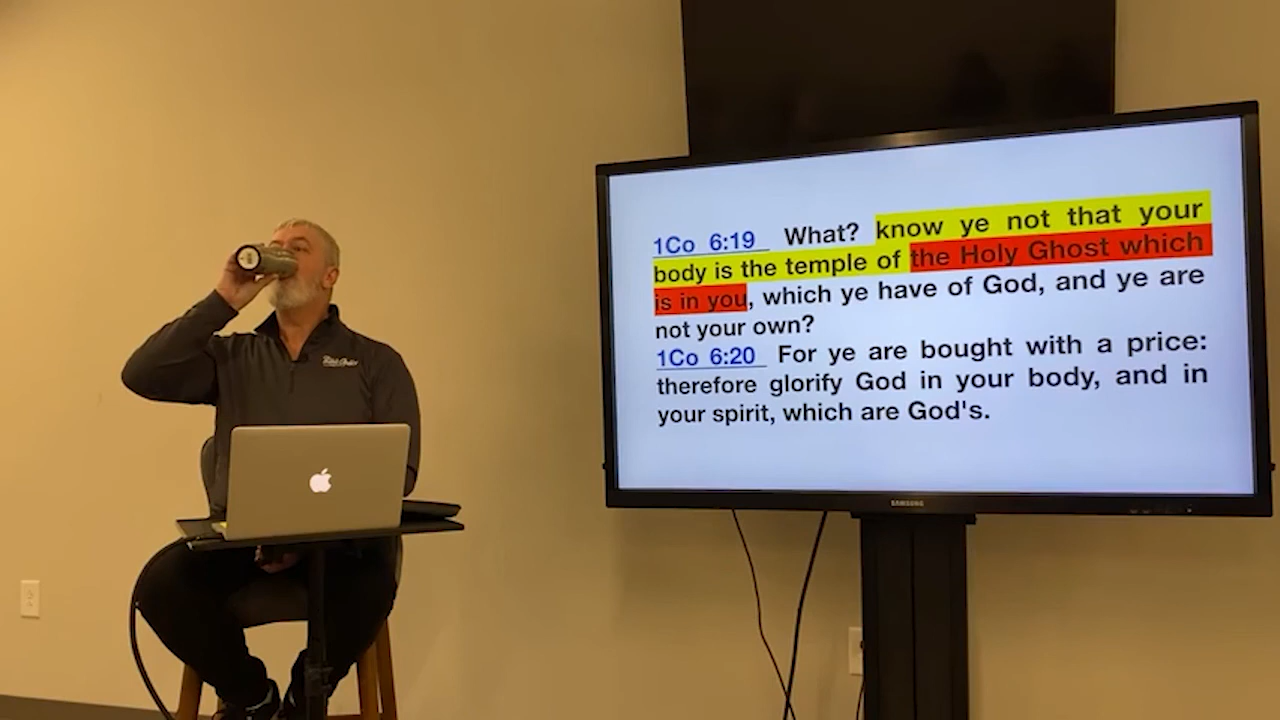 1Co 6:19 What? know ye not that your
body is the temple of the Holy Ghost which
is in you, which ye have of God, and ye are
not your own?
1Co 6:20 For ye are bought with a price:
therefore glorify God in your body, and in
your spirit, which are God's.
SAMSUNG